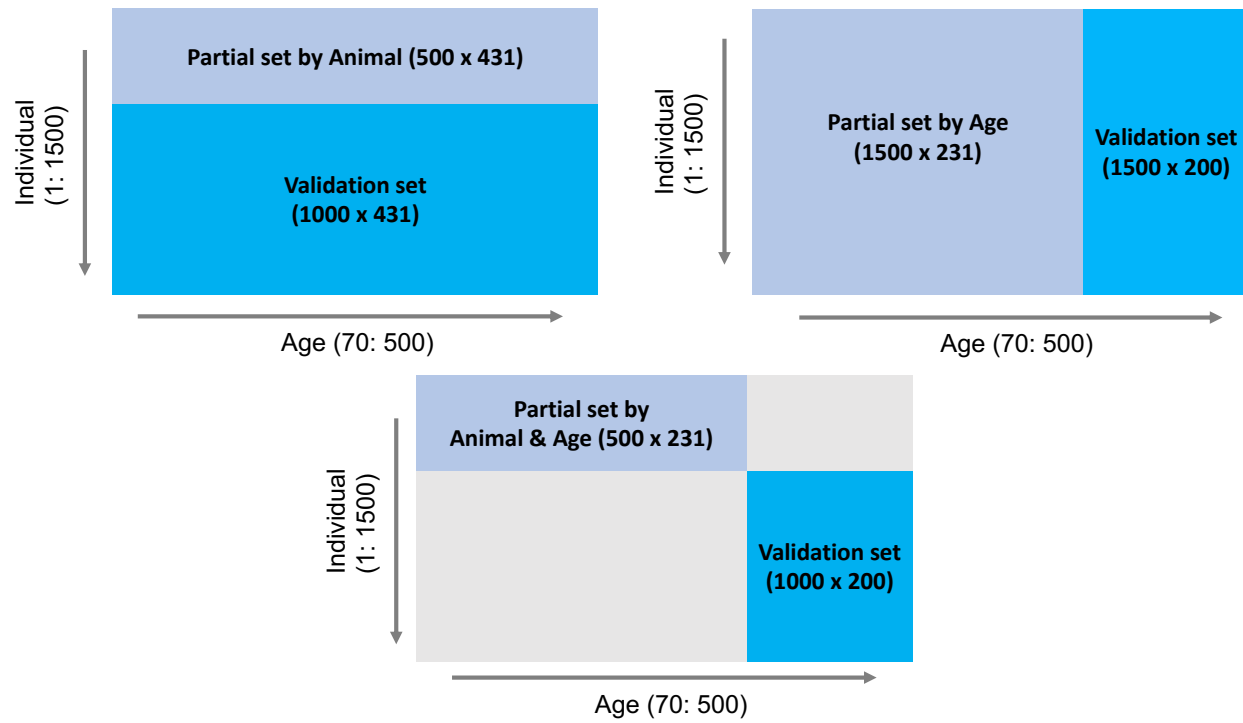 Individual
(1: 1500)
Partial set by Animal (500 x 431)
Validation set
(1000 x 431)
Age (70: 500)
Individual
(1: 1500)
Partial set by Age
(1500 x 231)
Validation set
(1500 x 200)
Age (70: 500)
Individual
(1: 1500)
Partial set by
Animal & Age (500 x 231)
Validation set
(1000 x 200)
Age (70: 500)